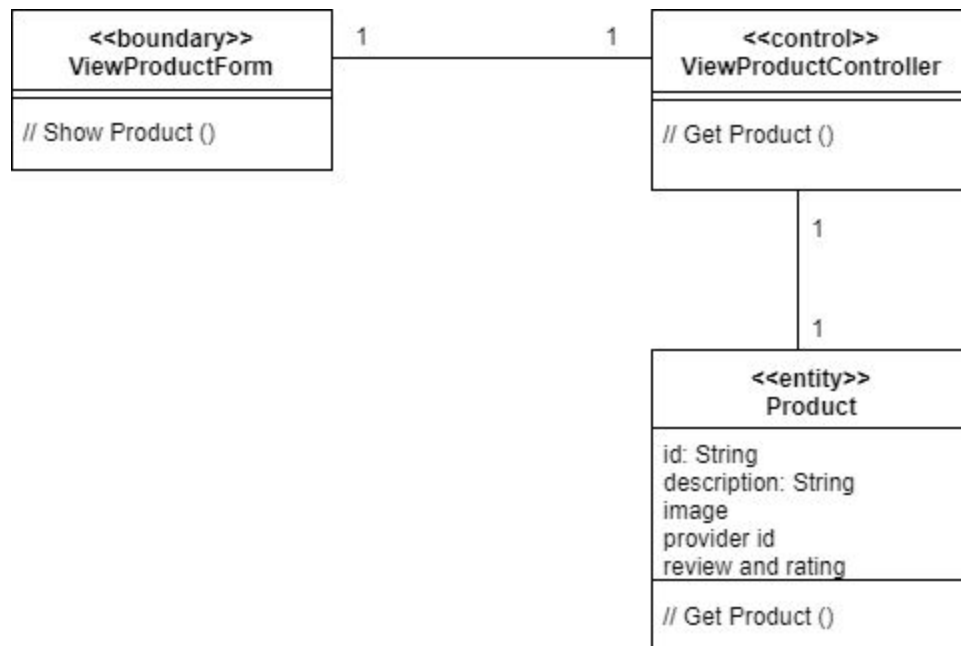 <<boundary>>
ViewProductForm
// Show Product ()
1
1
<<control>>
ViewProductController
// Get Product ()
1
1
<<entity>>
Product
id: String
description: String
image
provider id
review and rating
// Get Product ()